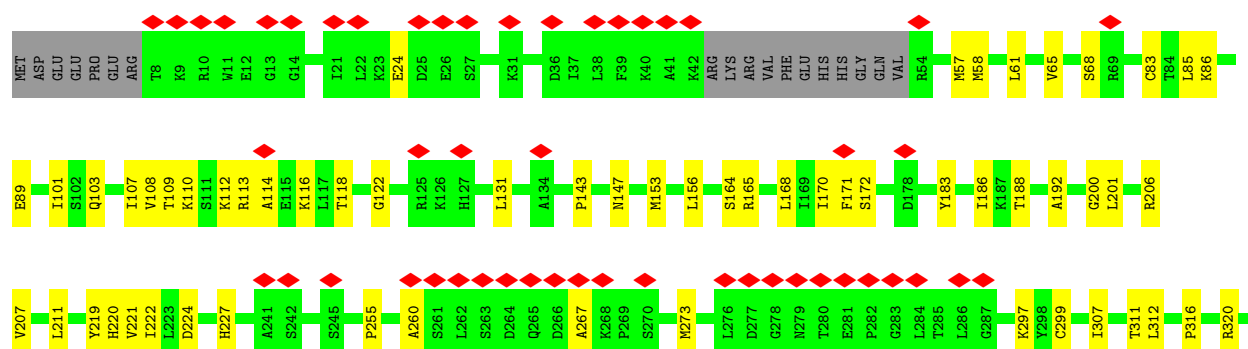 MET ASP GLU GLU PRO GLU ARG T8 K9 R10 W11 E12 G13 G14 I21 L22 K23 E24 D25 E26 S27 K31 D36 I37 L38 F39 K40 A41 K42 ARG LYS ARG VAL PHE GLU HIS HIS GLY GLN VAL R54 M57 M58 L61 V65 S68 R69 C83 T84 L85 K86
E89 I101 S102 Q103 I107 V108 T109 K110 S111 K112 R113 A114 E115 K116 L117 T118 G122 R125 K126 H127 L131 A134 P143 N147 M153 L156 S164 R165 L168 I169 I170 F171 S172 D178 Y183 I186 K187 T188 A192 G200 L201 R206
V207 L211 Y219 H220 V221 I222 L223 D224 H227 A241 S242 S245 P255 A260 S261 L262 S263 D264 Q265 D266 A267 K268 P269 S270 M273 L276 D277 G278 N279 T280 E281 P282 G283 L284 T285 L286 G287 K297 Y298 C299 I307 T311 L312 P316 R320